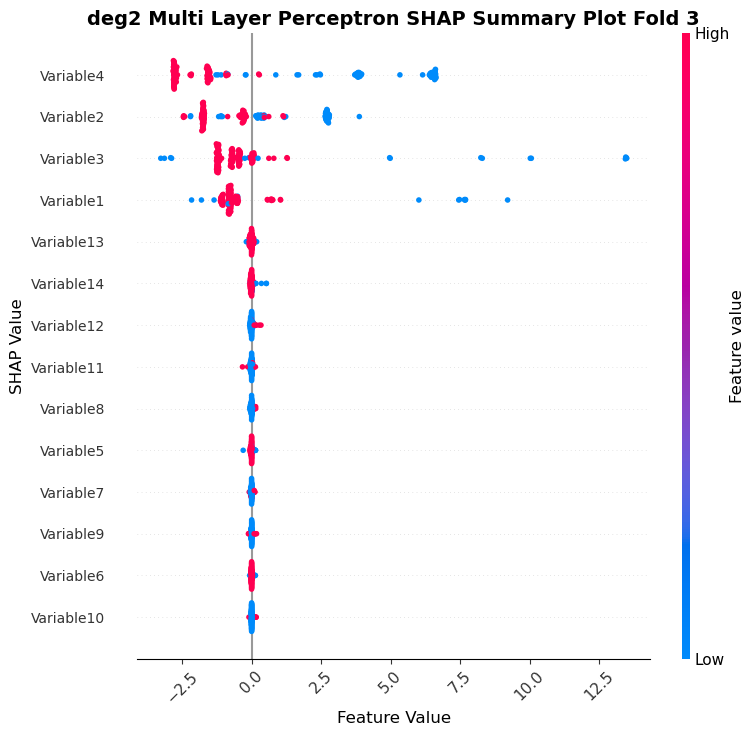 deg2 Multi Layer Perceptron SHAP Summary Plot Fold 3
High
Variable4
Variable2
Variable3
Variable1
Variable13
Variable14
Variable12
Variable11
Variable8
Variable5
Variable7
Variable9
Variable6
Variable10
SHAP Value
Feature value
Low
−2.5
0.0
2.5
5.0
7.5
10.0
12.5
Feature Value